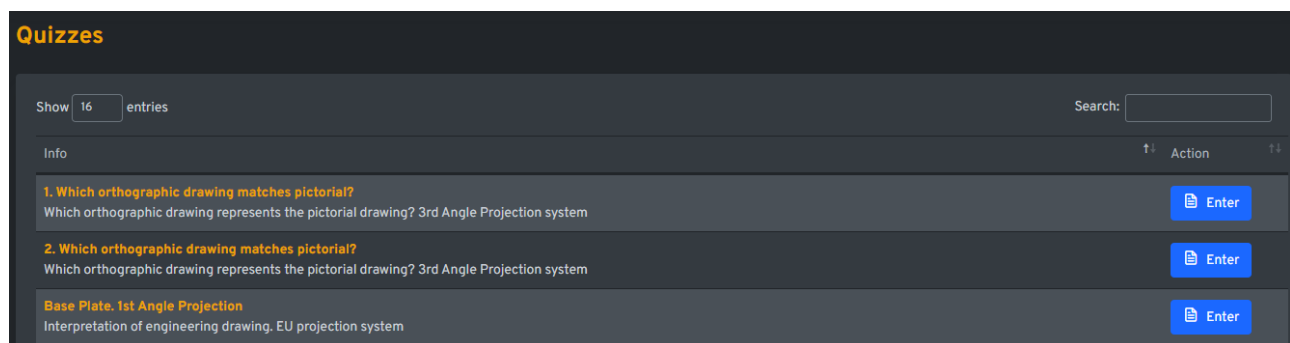 Quizzes
Show 16 entries
Search:
Info
Action
1. Which orthographic drawing matches pictorial?
Which orthographic drawing represents the pictorial drawing? 3rd Angle Projection system
Enter
2. Which orthographic drawing matches pictorial?
Which orthographic drawing represents the pictorial drawing? 3rd Angle Projection system
Enter
Base Plate. 1st Angle Projection
Interpretation of engineering drawing. EU projection system
Enter